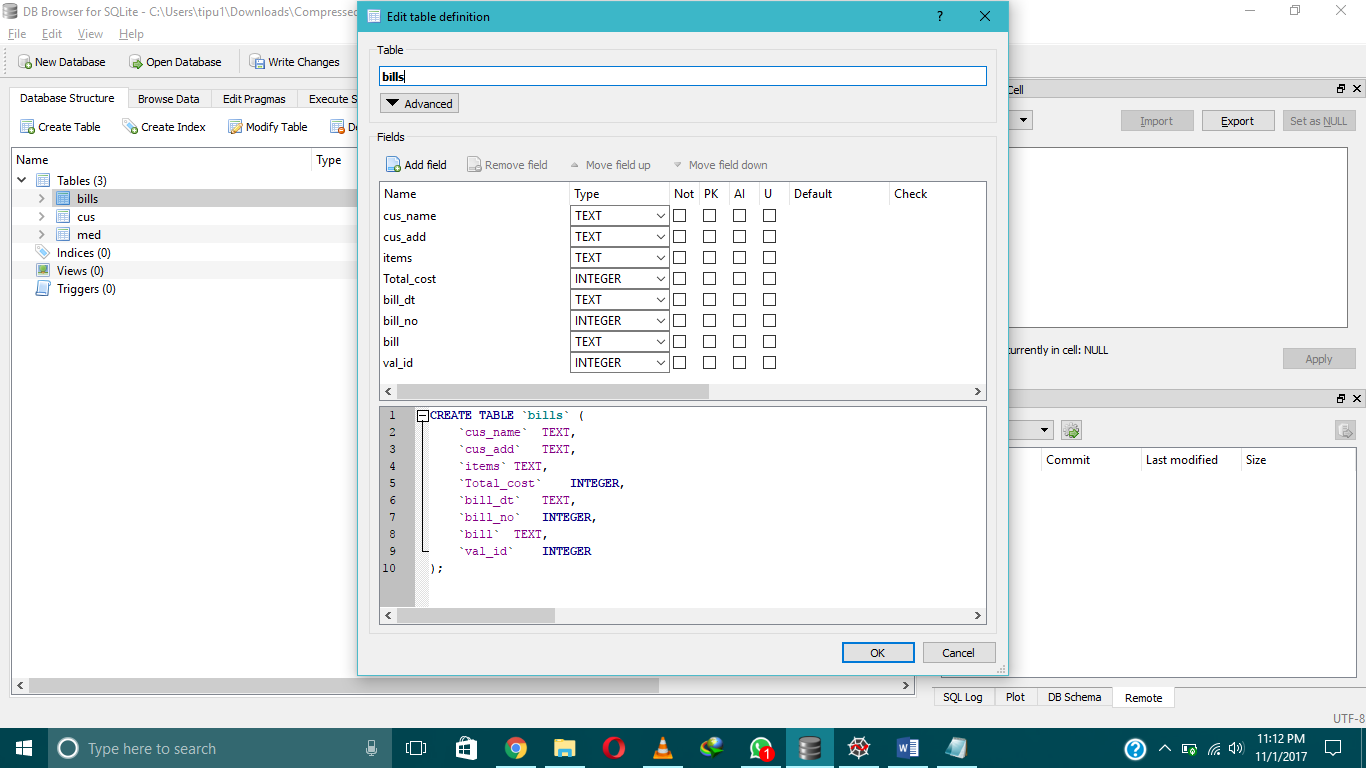 DB Browser for SQLite - C:\Users\tipu1\Downloads\Compressed
File Edit View Help
New Database Open Database Write Changes
Database Structure Browse Data Edit Pragmas Execute S
Create Table Create Index Modify Table De
Name Type
Tables (3)
bills
cus
med
Indices (0)
Views (0)
Triggers (0)
Edit table definition ?
Table
bills
Advanced
Fields
Add field Remove field Move field up Move field down
Name Type Not PK AI U Default Check
cus_name TEXT
cus_add TEXT
items TEXT
Total_cost INTEGER
bill_dt TEXT
bill_no INTEGER
bill TEXT
val_id INTEGER
1 CREATE TABLE `bills` (
2 `cus_name` TEXT,
3 `cus_add` TEXT,
4 `items` TEXT,
5 `Total_cost` INTEGER,
6 `bill_dt` TEXT,
7 `bill_no` INTEGER,
8 `bill` TEXT,
9 `val_id` INTEGER
10 );
OK Cancel
Cell
Import Export Set as NULL
currently in cell: NULL
Apply
Commit Last modified Size
SQL Log Plot DB Schema Remote
UTF-8
Type here to search
1
W
?
11:12 PM
11/1/2017